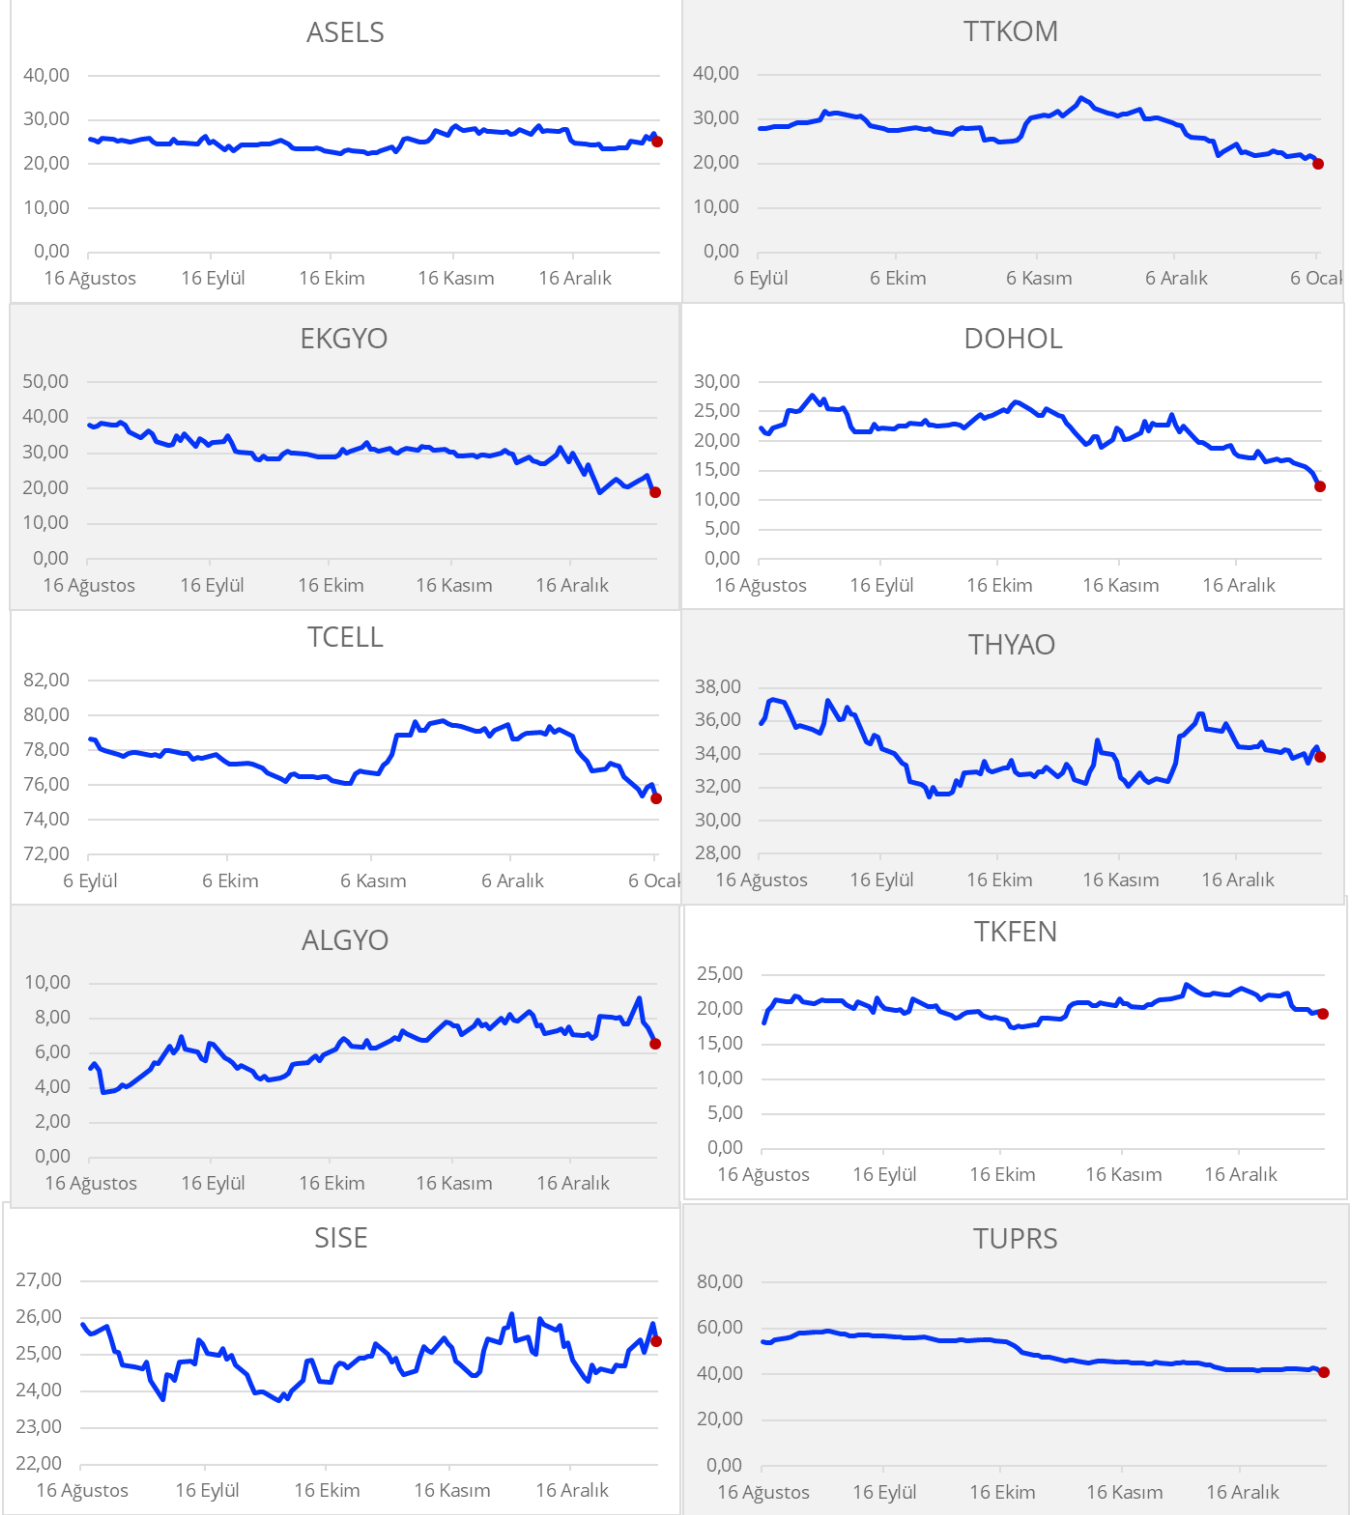 ASELS
40,00
30,00
20,00
10,00
0,00
16 Ağustos 16 Eylül 16 Ekim 16 Kasım 16 Aralık
TTKOM
40,00
30,00
20,00
10,00
0,00
6 Eylül 6 Ekim 6 Kasım 6 Aralık 6 Ocak
EKGYO
50,00
40,00
30,00
20,00
10,00
0,00
16 Ağustos 16 Eylül 16 Ekim 16 Kasım 16 Aralık
DOHOL
30,00
25,00
20,00
15,00
10,00
5,00
0,00
16 Ağustos 16 Eylül 16 Ekim 16 Kasım 16 Aralık
TCELL
82,00
80,00
78,00
76,00
74,00
72,00
6 Eylül 6 Ekim 6 Kasım 6 Aralık 6 Ocak
THYAO
38,00
36,00
34,00
32,00
30,00
28,00
16 Ağustos 16 Eylül 16 Ekim 16 Kasım 16 Aralık
ALGYO
10,00
8,00
6,00
4,00
2,00
0,00
16 Ağustos 16 Eylül 16 Ekim 16 Kasım 16 Aralık
TKFEN
25,00
20,00
15,00
10,00
5,00
0,00
16 Ağustos 16 Eylül 16 Ekim 16 Kasım 16 Aralık
SISE
27,00
26,00
25,00
24,00
23,00
22,00
16 Ağustos 16 Eylül 16 Ekim 16 Kasım 16 Aralık
TUPRS
80,00
60,00
40,00
20,00
0,00
16 Ağustos 16 Eylül 16 Ekim 16 Kasım 16 Aralık